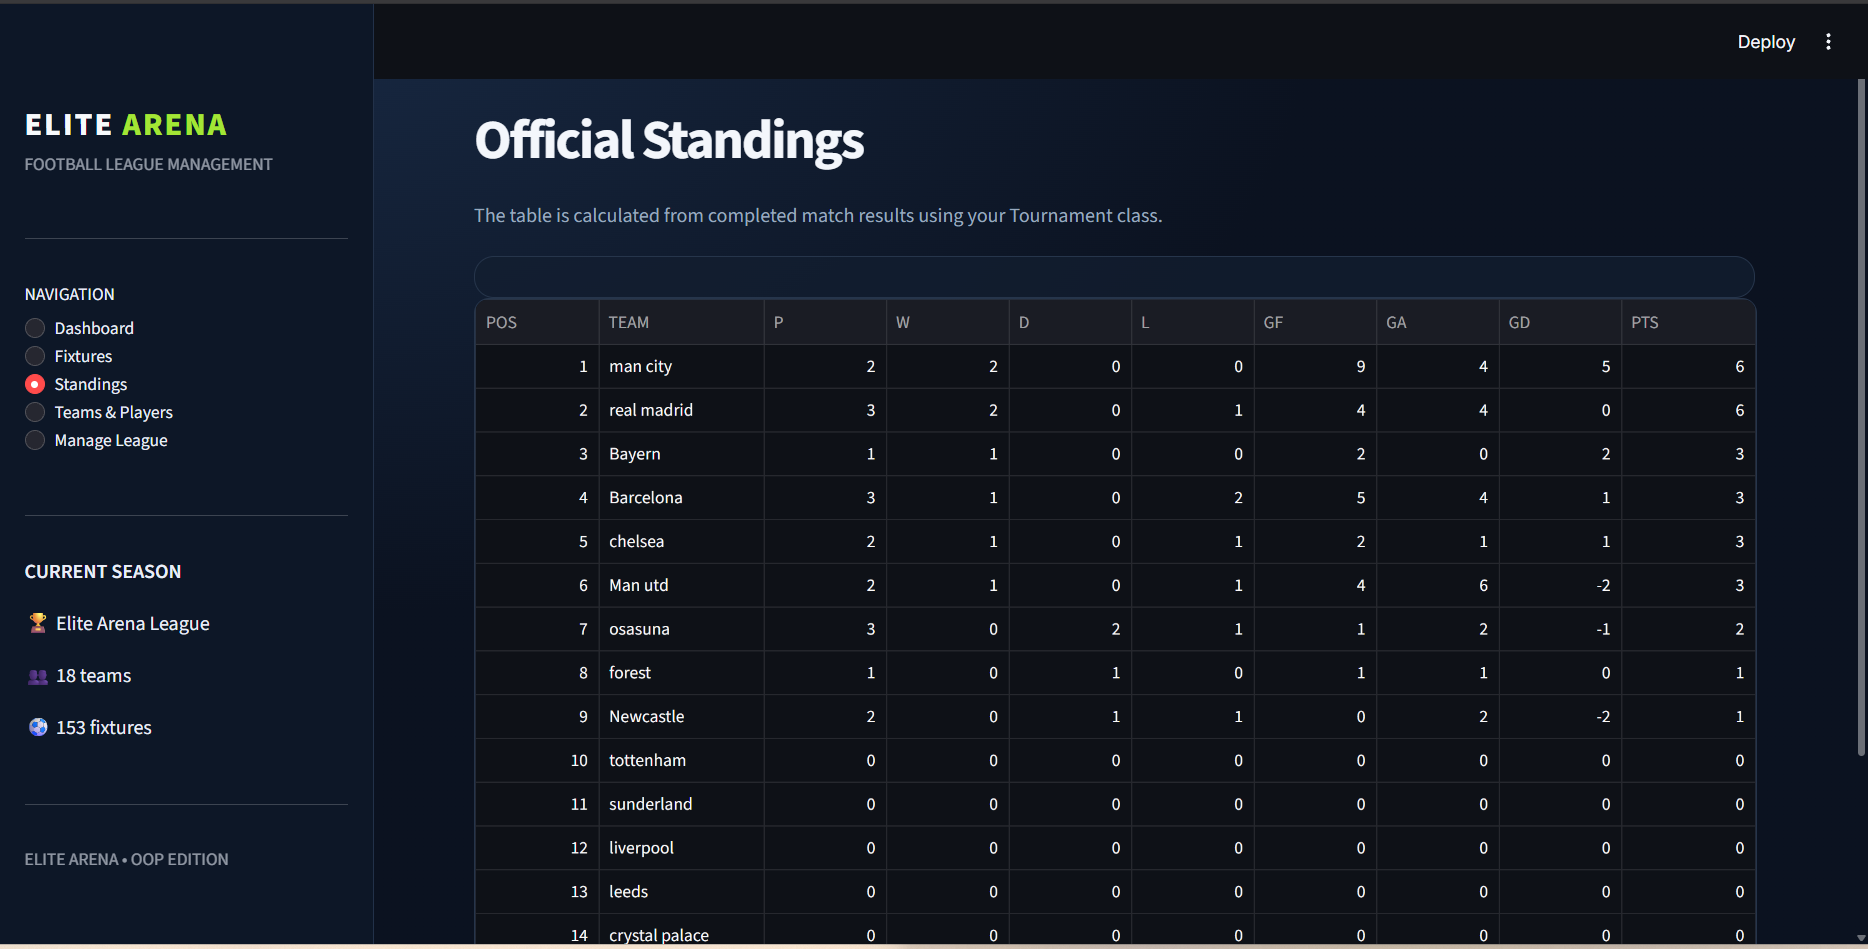 Deploy
ELITE ARENA
FOOTBALL LEAGUE MANAGEMENT
NAVIGATION
Dashboard
Fixtures
Standings
Teams & Players
Manage League
CURRENT SEASON
Elite Arena League
18 teams
153 fixtures
ELITE ARENA • OOP EDITION
Official Standings
The table is calculated from completed match results using your Tournament class.
POS TEAM P W D L GF GA GD PTS
1 man city 2 2 0 0 9 4 5 6
2 real madrid 3 2 0 1 4 4 0 6
3 Bayern 1 1 0 0 2 0 2 3
4 Barcelona 3 1 0 2 5 4 1 3
5 chelsea 2 1 0 1 2 1 1 3
6 Man utd 2 1 0 1 4 6 -2 3
7 osasuna 3 0 2 1 1 2 -1 2
8 forest 1 0 1 0 1 1 0 1
9 Newcastle 2 0 1 1 0 2 -2 1
10 tottenham 0 0 0 0 0 0 0 0
11 sunderland 0 0 0 0 0 0 0 0
12 liverpool 0 0 0 0 0 0 0 0
13 leeds 0 0 0 0 0 0 0 0
14 crystal palace 0 0 0 0 0 0 0 0